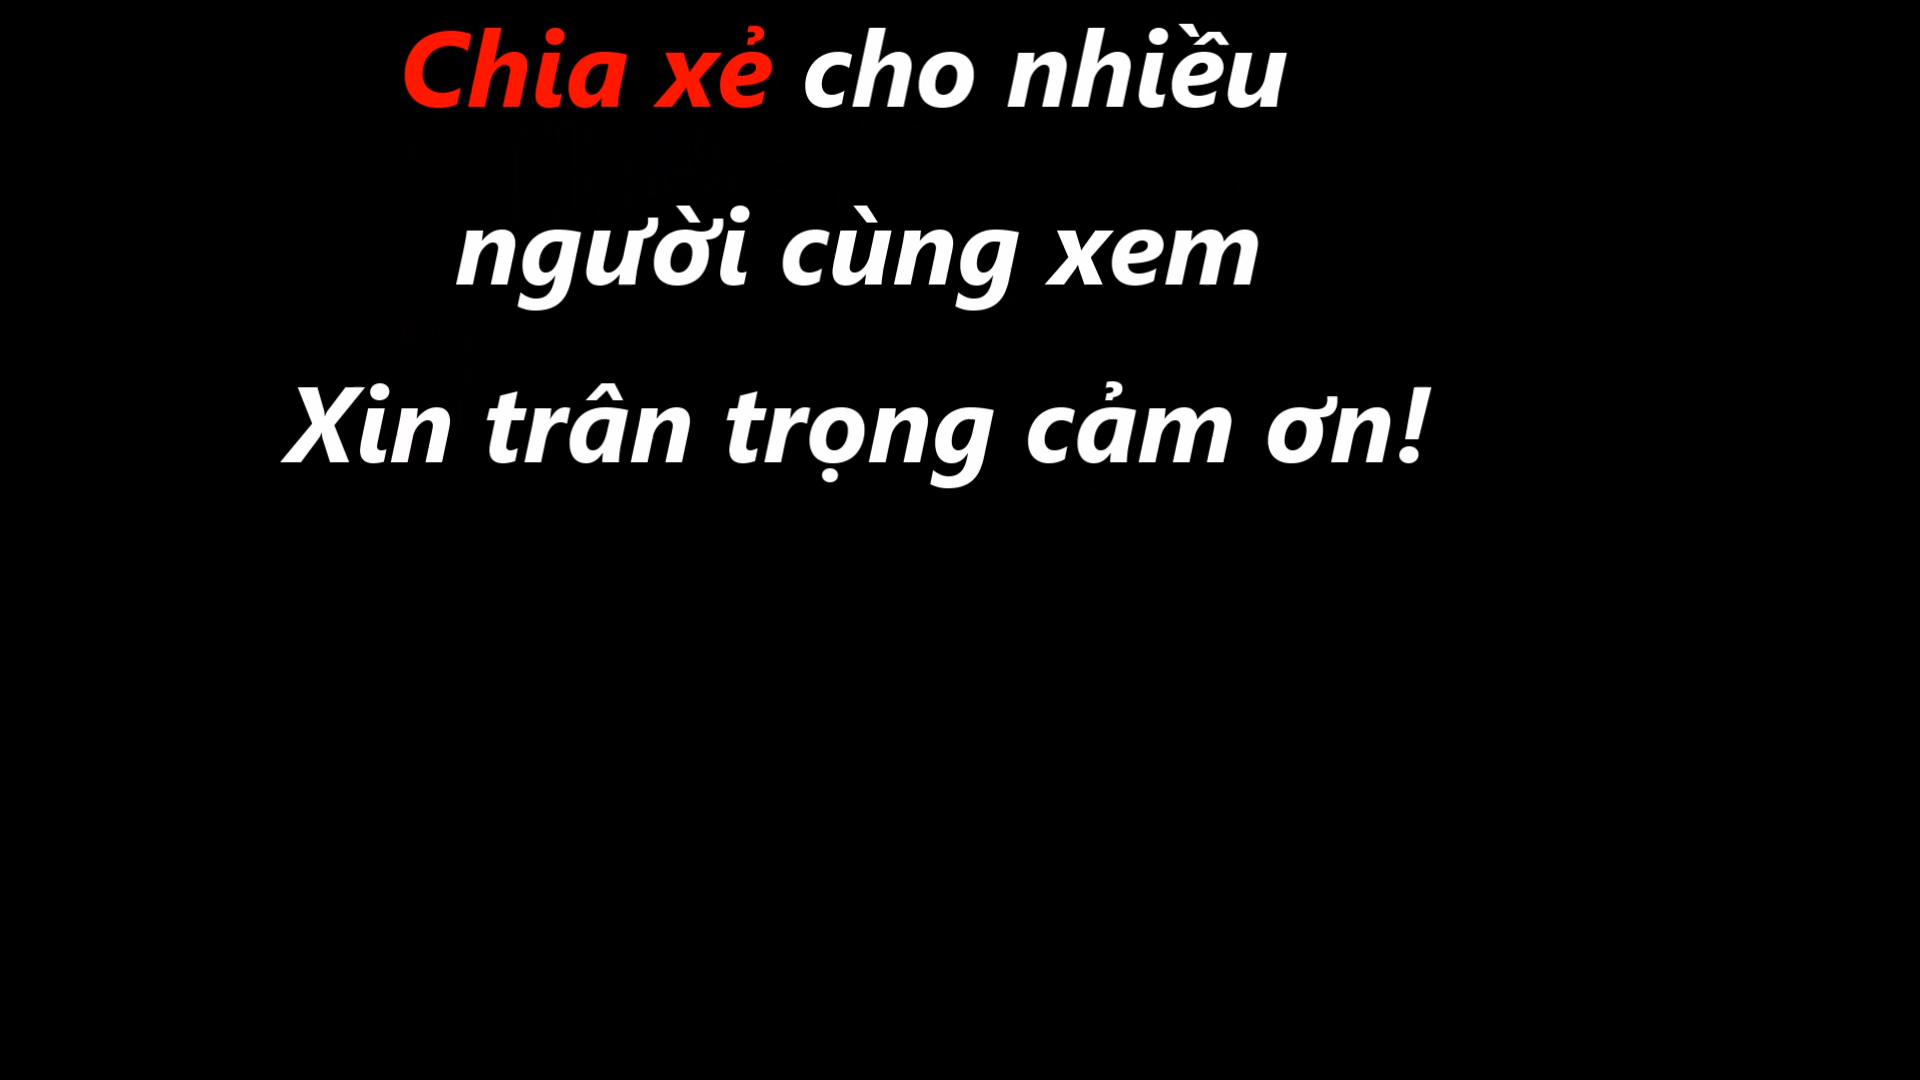 Chia xẻ cho nhiều
người cùng xem
Xin trân trọng cảm ơn!